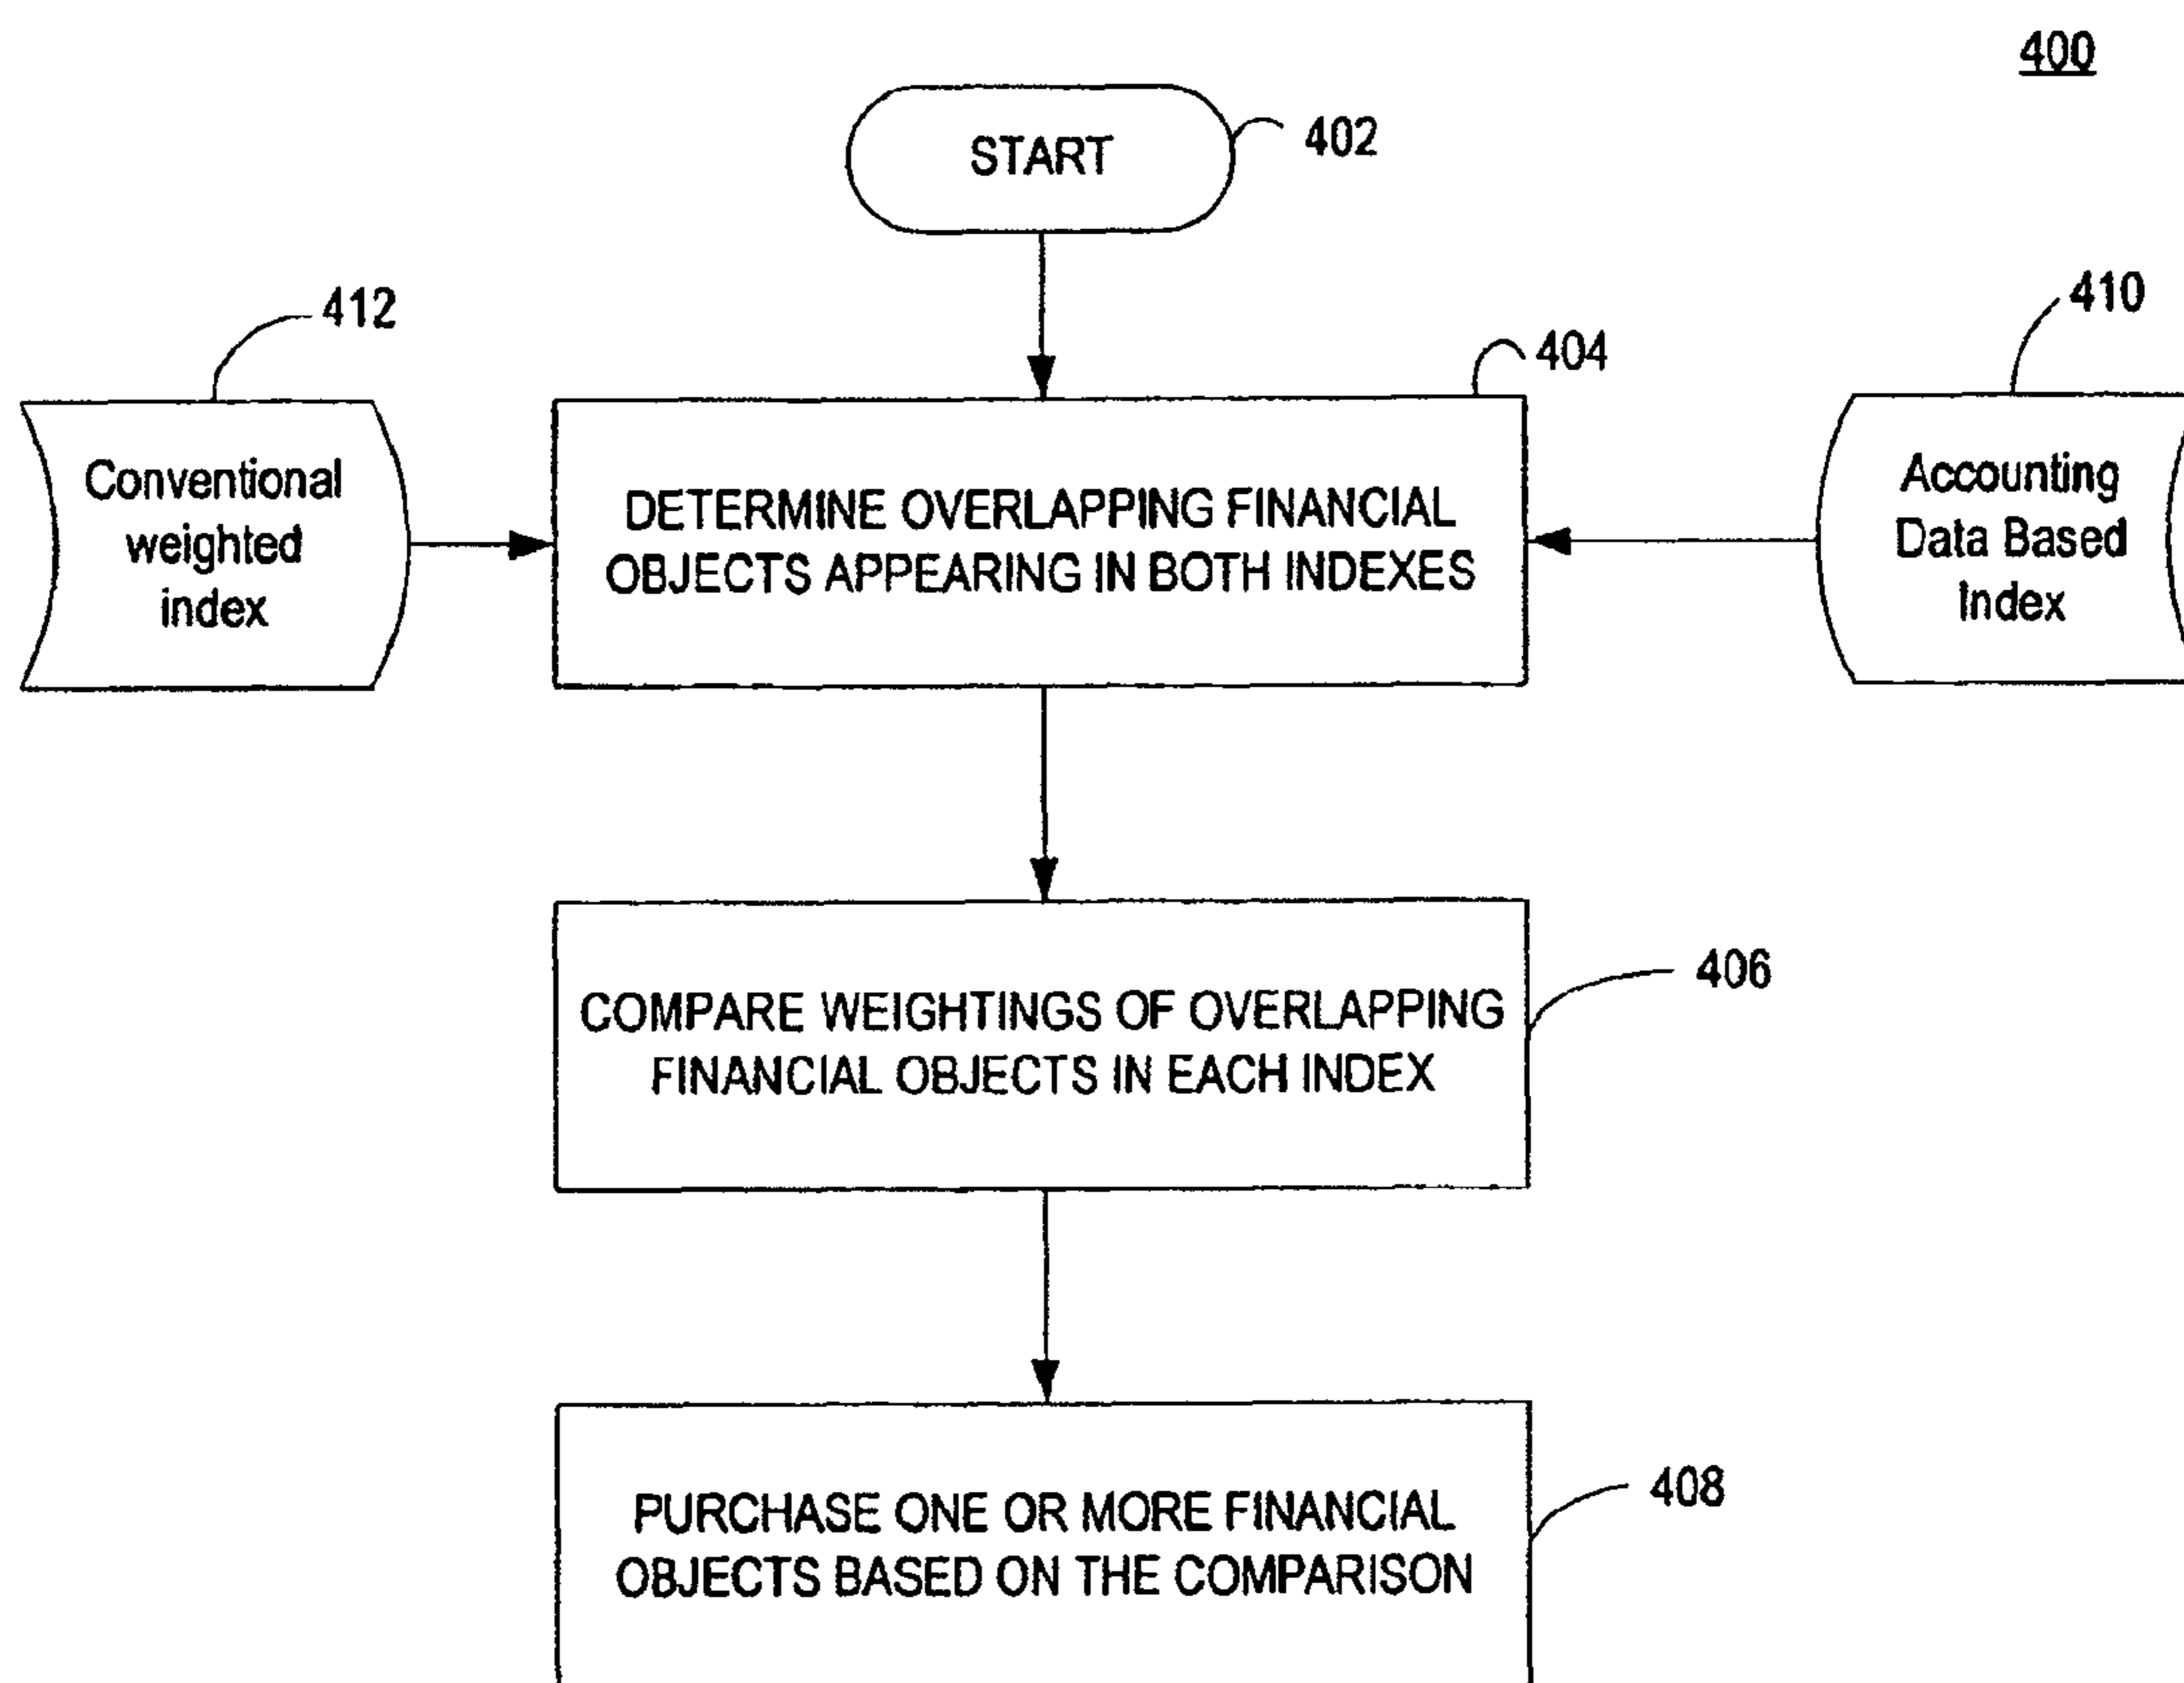 400
START
402
412
410
404
Conventional
weighted
index
DETERMINE OVERLAPPING FINANCIAL
OBJECTS APPEARING IN BOTH INDEXES
Accounting
Data Based
Index
COMPARE WEIGHTINGS OF OVERLAPPING
FINANCIAL OBJECTS IN EACH INDEX
406
PURCHASE ONE OR MORE FINANCIAL
OBJECTS BASED ON THE COMPARISON
408